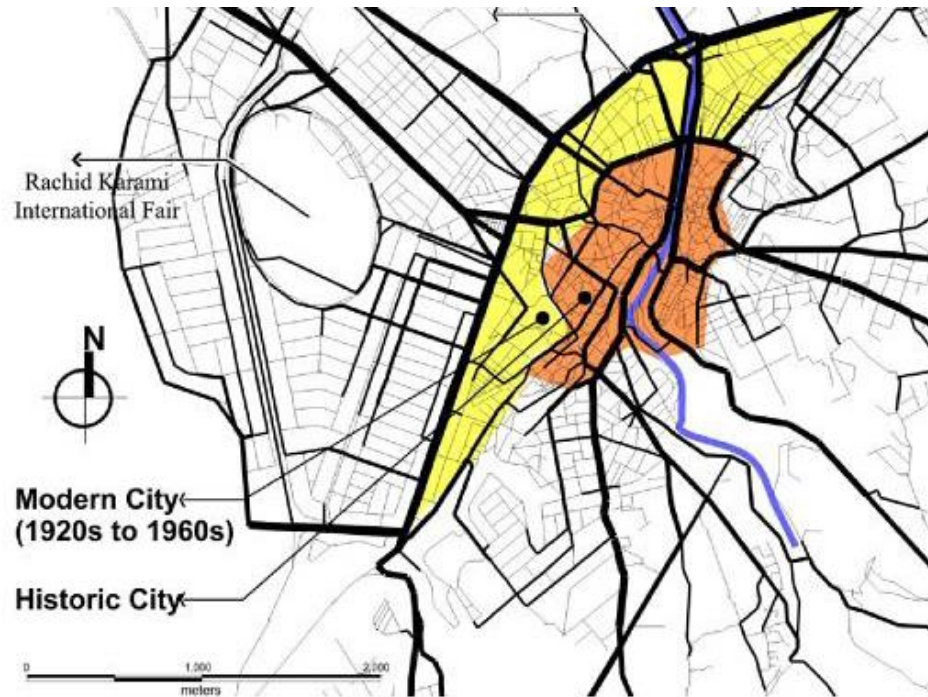 Rachid Karami
International Fair
N
Modern City
(1920s to 1960s)
Historic City
0 1,000 2,000
meters